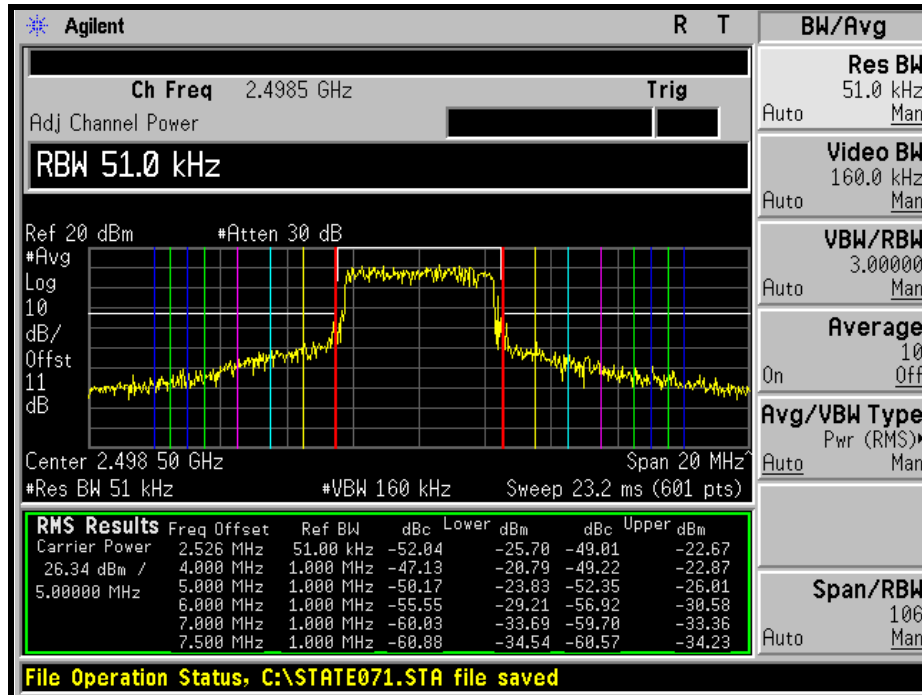 Agilent R T
Ch Freq 2.4985 GHz Trig
Adj Channel Power
RBW 51.0 kHz
Ref 20 dBm #Atten 30 dB
#Avg
Log
10
dB/
Offst
11
dB
Center 2.498 50 GHz Span 20 MHz^
#Res BW 51 kHz #VBW 160 kHz Sweep 23.2 ms (601 pts)
RMS Results Freq Offset Ref BW dBc Lower dBm dBc Upper dBm
Carrier Power 2.526 MHz 51.00 kHz -52.04 -25.70 -49.01 -22.67
26.34 dBm / 4.000 MHz 1.000 MHz -47.13 -20.79 -49.22 -22.87
5.00000 MHz 5.000 MHz 1.000 MHz -50.17 -23.83 -52.35 -26.01
6.000 MHz 1.000 MHz -55.55 -29.21 -56.92 -30.58
7.000 MHz 1.000 MHz -60.03 -33.69 -59.70 -33.36
7.500 MHz 1.000 MHz -60.88 -34.54 -60.57 -34.23
File Operation Status, C:\STATE071.STA file saved
BW/Avg
Res BW
51.0 kHz
Auto Man
Video BW
160.0 kHz
Auto Man
VBW/RBW
3.00000
Auto Man
Average
10
On Off
Avg/VBW Type
Pwr (RMS)▸
Auto Man
Span/RBW
106
Auto Man